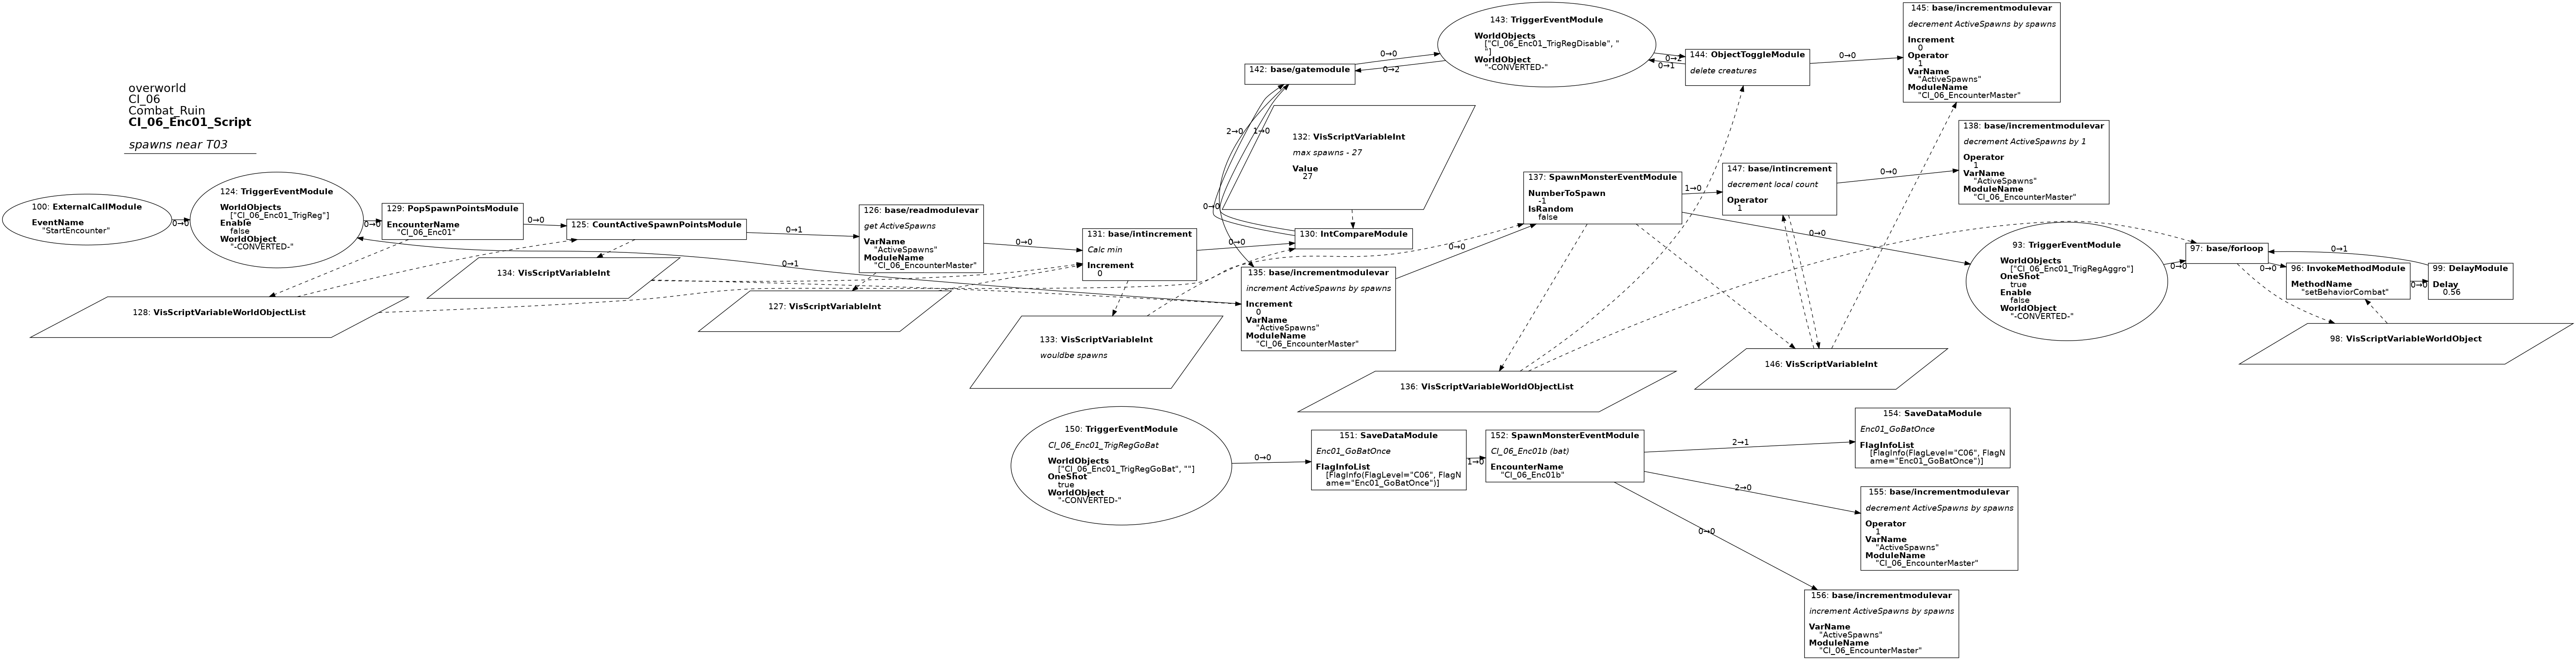 overworld
CI_06
Combat_Ruin
CI_06_Enc01_Script
spawns near T03
100: ExternalCallModule
EventName
"StartEncounter"
0→0
124: TriggerEventModule
WorldObjects
["CI_06_Enc01_TrigReg"]
Enable
false
WorldObject
"-CONVERTED-"
0→0
129: PopSpawnPointsModule
EncounterName
"CI_06_Enc01"
0→0
125: CountActiveSpawnPointsModule
0→1
126: base/readmodulevar
get ActiveSpawns
VarName
"ActiveSpawns"
ModuleName
"CI_06_EncounterMaster"
0→0
131: base/intincrement
Calc min
Increment
0
0→0
130: IntCompareModule
0→0
2→0
1→0
0→1
134: VisScriptVariableInt
128: VisScriptVariableWorldObjectList
127: VisScriptVariableInt
133: VisScriptVariableInt
wouldbe spawns
132: VisScriptVariableInt
max spawns - 27
Value
27
142: base/gatemodule
0→0
0→2
143: TriggerEventModule
WorldObjects
["CI_06_Enc01_TrigRegDisable", "
"]
WorldObject
"-CONVERTED-"
0→2
0→1
144: ObjectToggleModule
delete creatures
0→0
145: base/incrementmodulevar
decrement ActiveSpawns by spawns
Increment
0
Operator
1
VarName
"ActiveSpawns"
ModuleName
"CI_06_EncounterMaster"
135: base/incrementmodulevar
increment ActiveSpawns by spawns
Increment
0
VarName
"ActiveSpawns"
ModuleName
"CI_06_EncounterMaster"
0→0
137: SpawnMonsterEventModule
NumberToSpawn
-1
IsRandom
false
1→0
0→0
147: base/intincrement
decrement local count
Operator
1
0→0
138: base/incrementmodulevar
decrement ActiveSpawns by 1
Operator
1
VarName
"ActiveSpawns"
ModuleName
"CI_06_EncounterMaster"
136: VisScriptVariableWorldObjectList
146: VisScriptVariableInt
93: TriggerEventModule
WorldObjects
["CI_06_Enc01_TrigRegAggro"]
OneShot
true
Enable
false
WorldObject
"-CONVERTED-"
0→0
97: base/forloop
0→0
0→1
96: InvokeMethodModule
MethodName
"setBehaviorCombat"
0→0
99: DelayModule
Delay
0.56
98: VisScriptVariableWorldObject
150: TriggerEventModule
CI_06_Enc01_TrigRegGoBat
WorldObjects
["CI_06_Enc01_TrigRegGoBat", ""]
OneShot
true
WorldObject
"-CONVERTED-"
0→0
151: SaveDataModule
Enc01_GoBatOnce
FlagInfoList
[FlagInfo(FlagLevel="C06", FlagN
ame="Enc01_GoBatOnce")]
1→0
152: SpawnMonsterEventModule
CI_06_Enc01b (bat)
EncounterName
"CI_06_Enc01b"
2→1
2→0
0→0
154: SaveDataModule
Enc01_GoBatOnce
FlagInfoList
[FlagInfo(FlagLevel="C06", FlagN
ame="Enc01_GoBatOnce")]
155: base/incrementmodulevar
decrement ActiveSpawns by spawns
Operator
1
VarName
"ActiveSpawns"
ModuleName
"CI_06_EncounterMaster"
156: base/incrementmodulevar
increment ActiveSpawns by spawns
VarName
"ActiveSpawns"
ModuleName
"CI_06_EncounterMaster"